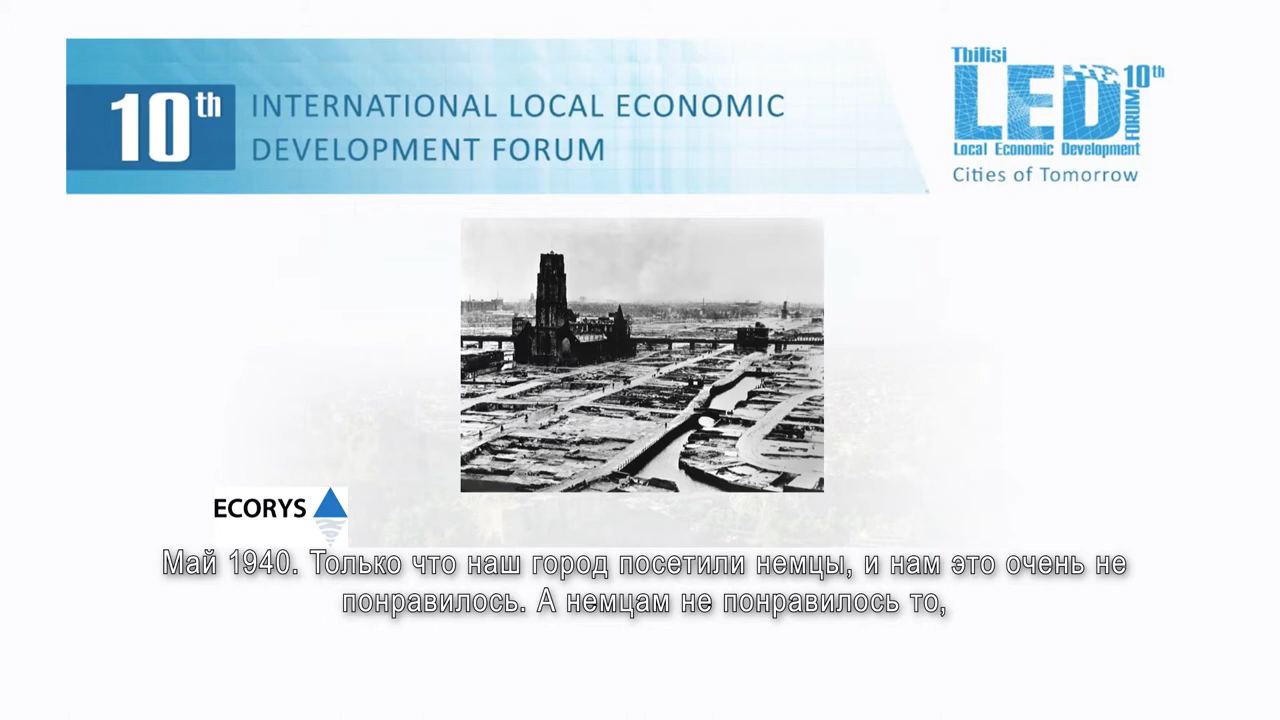 10th
INTERNATIONAL LOCAL ECONOMIC
DEVELOPMENT FORUM
Tbilisi
LED
10th
FORUM
Local Economic Development
Cities of Tomorrow
ECORYS
Май 1940. Только что наш город посетили немцы, и нам это очень не
понравилось. А немцам не понравилось то,